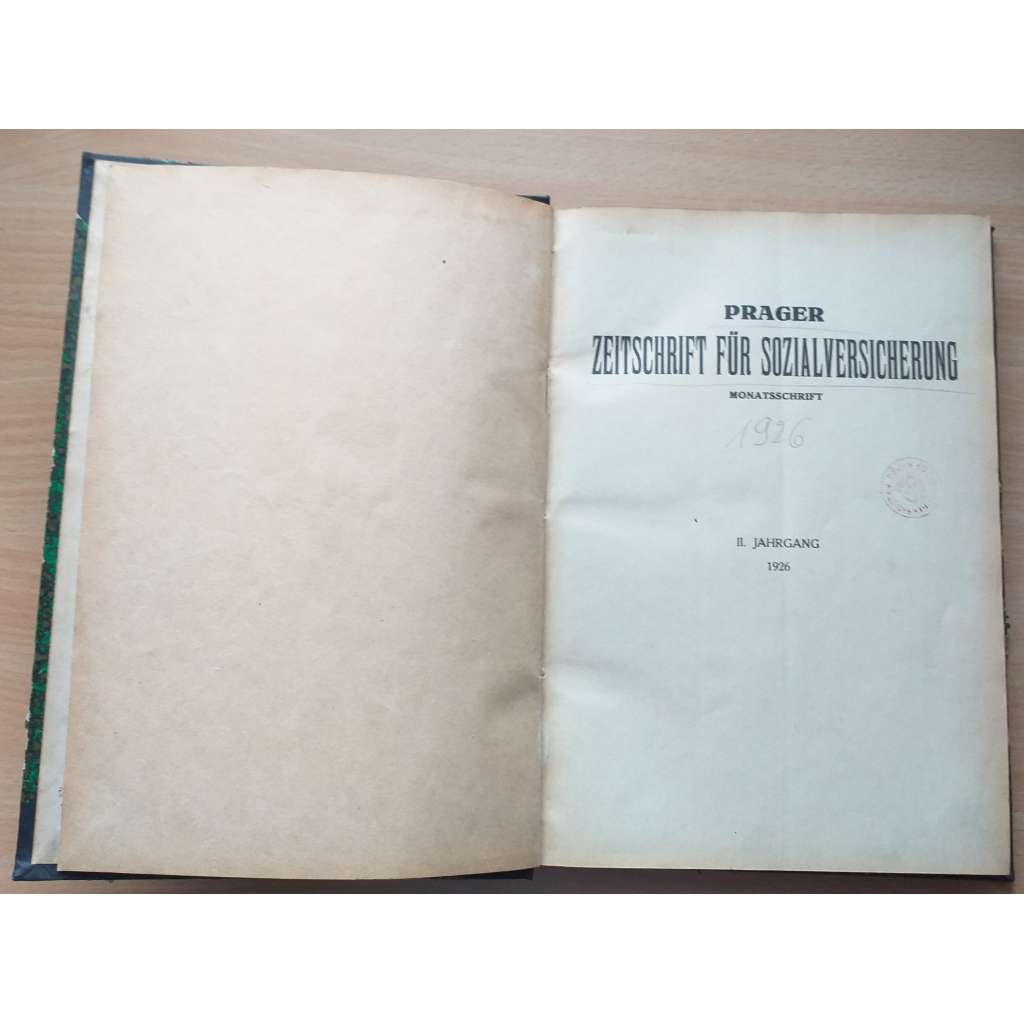 PRAGER
ZEITSCHRIFT FÜR SOZIALVERSICHERUNG
MONATSSCHRIFT
1926
II. JAHRGANG
1926